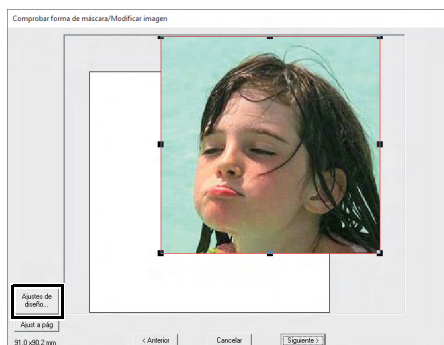 Comprobar forma de máscara/Modificar imagen
Ajustes de
diseño...
Ajust a pág
91.0 x90.2 mm
< Anterior
Cancelar
Siguiente >